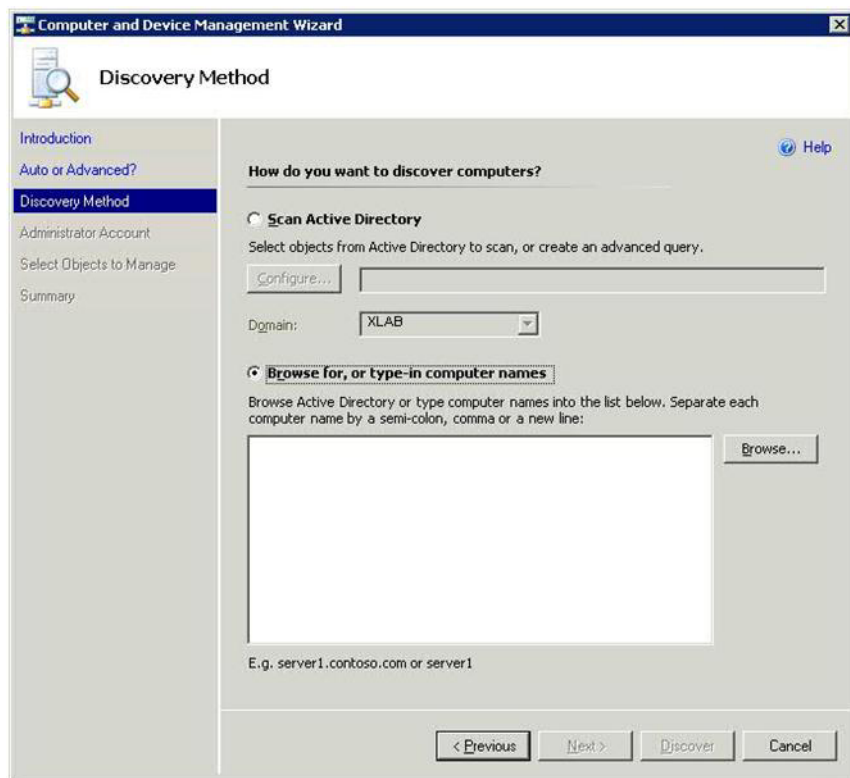 Computer and Device Management Wizard
Discovery Method
Introduction
Auto or Advanced?
Discovery Method
Administrator Account
Select Objects to Manage
Summary
Help
How do you want to discover computers?
Scan Active Directory
Select objects from Active Directory to scan, or create an advanced query.
Configure...
Domain:
XLAB
Browse for, or type-in computer names
Browse Active Directory or type computer names into the list below. Separate each
computer name by a semi-colon, comma or a new line:
Browse...
E.g. server1.contoso.com or server1
< Previous
Next >
Discover
Cancel